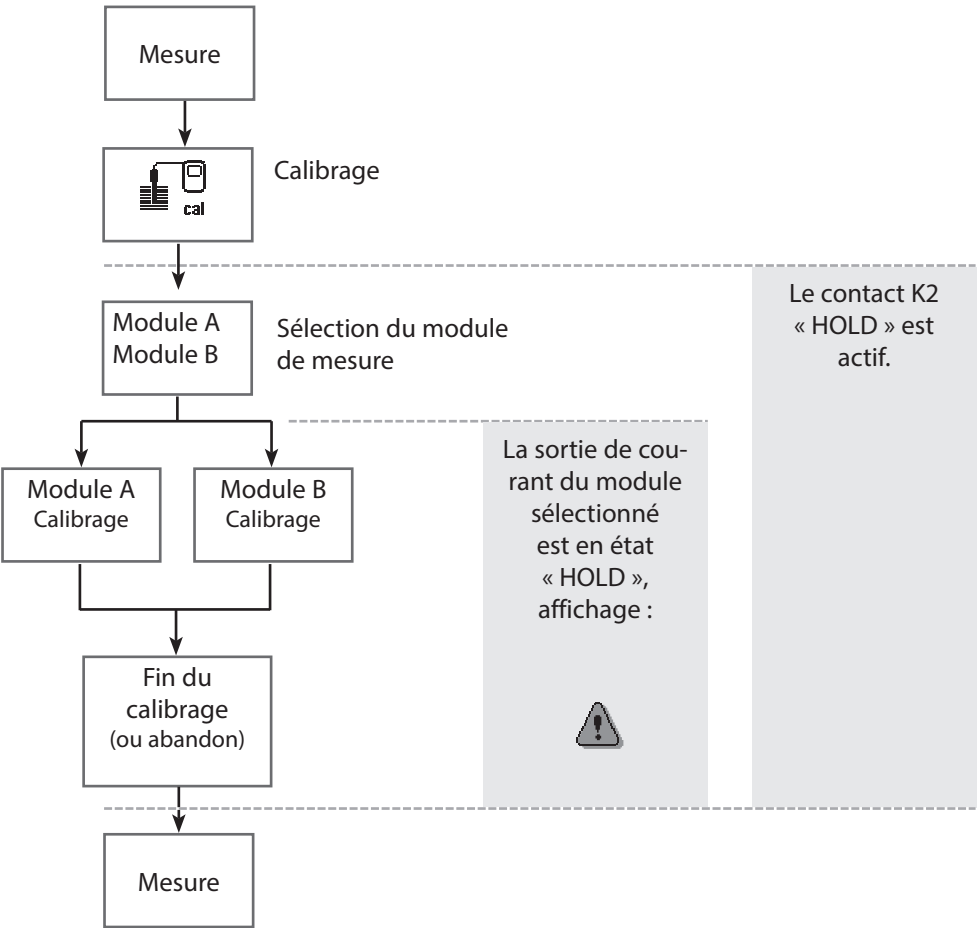 Mesure
cal
Calibrage
Module A
Module B
Sélection du module
de mesure
Le contact K2
« HOLD » est
actif.
Module A
Calibrage
Module B
Calibrage
La sortie de cou-
rant du module
sélectionné
est en état
« HOLD »,
affichage :
Fin du
calibrage
(ou abandon)
Mesure